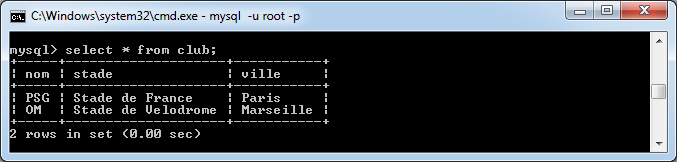 C:\Windows\system32\cmd.exe - mysql -u root -p
mysql> select * from club;
+-----+------------------+-----------+
| nom | stade            | ville     |
+-----+------------------+-----------+
| PSG | Stade de France  | Paris     |
| OM  | Stade de Velodrome | Marseille |
+-----+------------------+-----------+
2 rows in set (0.00 sec)